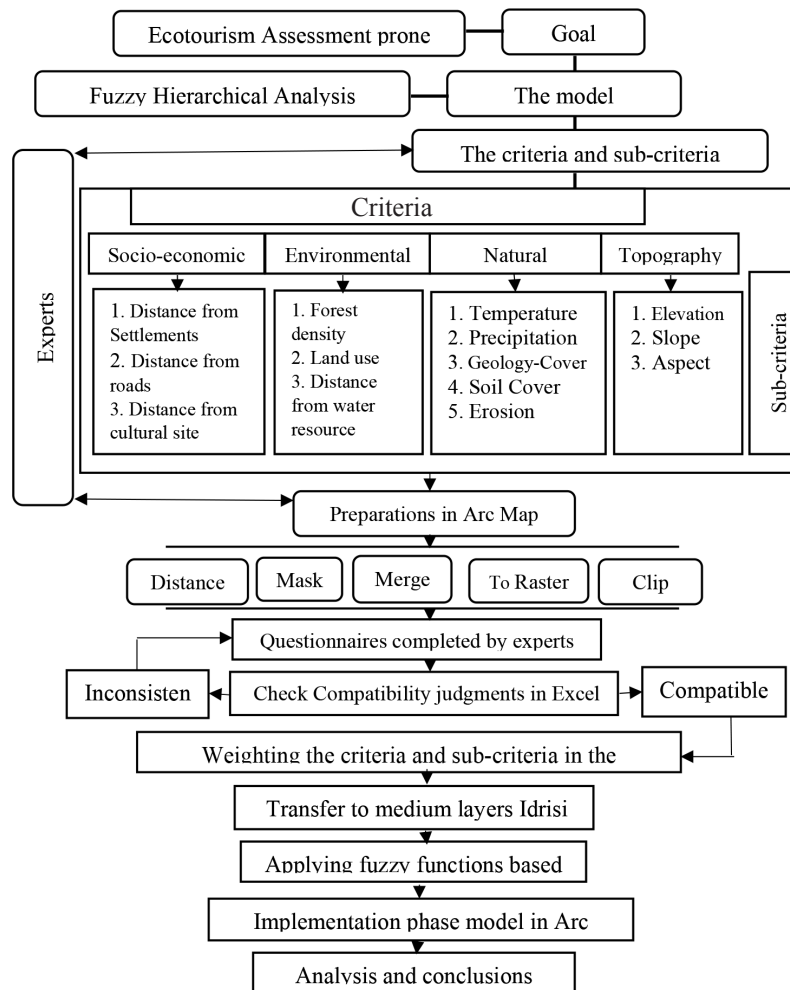 Ecotourism Assessment prone
Goal
Fuzzy Hierarchical Analysis
The model
The criteria and sub-criteria
Experts
Criteria
Socio-economic
Environmental
Natural
Topography
1. Distance from
Settlements
2. Distance from
roads
3. Distance from
cultural site
1. Forest
density
2. Land use
3. Distance
from water
resource
1. Temperature
2. Precipitation
3. Geology-Cover
4. Soil Cover
5. Erosion
1. Elevation
2. Slope
3. Aspect
Sub-criteria
Preparations in Arc Map
Distance
Mask
Merge
To Raster
Clip
Questionnaires completed by experts
Inconsisten
Check Compatibility judgments in Excel
Compatible
Weighting the criteria and sub-criteria in the
Transfer to medium layers Idrisi
Applying fuzzy functions based
Implementation phase model in Arc
Analysis and conclusions